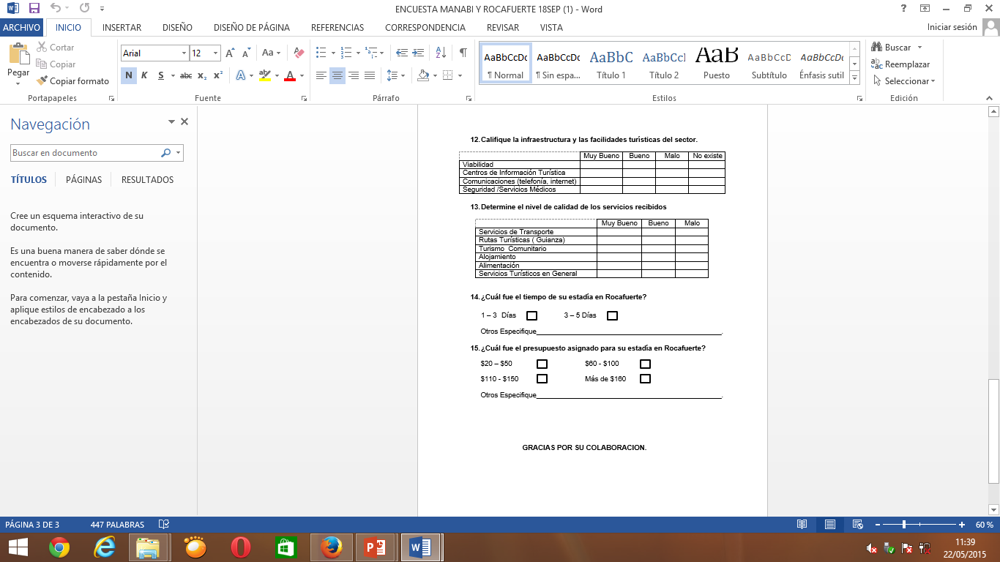 ENCUESTA MANABI Y ROCAFUERTE 18SEP (1) - Word
ARCHIVO INICIO INSERTAR DISEÑO DISEÑO DE PÁGINA REFERENCIAS CORRESPONDENCIA REVISAR VISTA Iniciar sesión
Pegar
Cortar
Copiar
Copiar formato
Portapapeles
Arial 12
N K S abc x₂ x²
Fuente
Párrafo
AaBbCcDc AaBbCcDc AaBbC AaBbCcI AaB AaBbCcD AaBbCcDc
¶ Normal ¶ Sin espa... Título 1 Título 2 Puesto Subtítulo Énfasis sutil
Estilos
Buscar
Reemplazar
Seleccionar
Edición
Navegación
Buscar en documento
TÍTULOS PÁGINAS RESULTADOS
Cree un esquema interactivo de su
documento.
Es una buena manera de saber dónde se
encuentra o moverse rápidamente por el
contenido.
Para comenzar, vaya a la pestaña Inicio y
aplique estilos de encabezado a los
encabezados de su documento.
12. Califique la infraestructura y las facilidades turísticas del sector.
Muy Bueno Bueno Malo No existe
Viabilidad
Centros de Información Turística
Comunicaciones (telefonía, internet)
Seguridad /Servicios Médicos
13. Determine el nivel de calidad de los servicios recibidos
Muy Bueno Bueno Malo
Servicios de Transporte
Rutas Turísticas ( Guianza)
Turismo Comunitario
Alojamiento
Alimentación
Servicios Turísticos en General
14. ¿Cuál fue el tiempo de su estadía en Rocafuerte?
1 – 3 Días 3 – 5 Días
Otros Especifique_______________________________________________.
15. ¿Cuál fue el presupuesto asignado para su estadía en Rocafuerte?
$20 – $50 $60 - $100
$110 - $150 Más de $160
Otros Especifique_______________________________________________.
GRACIAS POR SU COLABORACION.
PÁGINA 3 DE 3 447 PALABRAS 60 %
11:39
22/05/2015